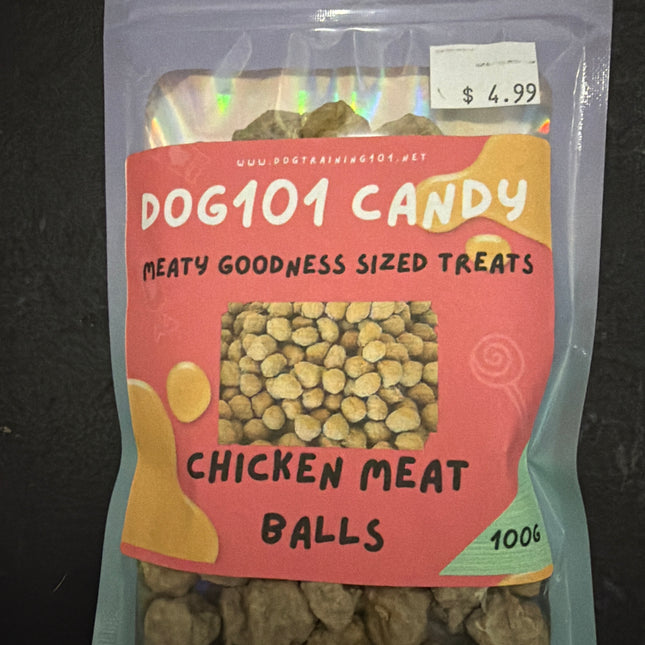 $ 4.99
WWW.DOGTRAINING101.NET
DOG101 CANDY
MEATY GOODNESS SIZED TREATS
CHICKEN MEAT
BALLS
100G